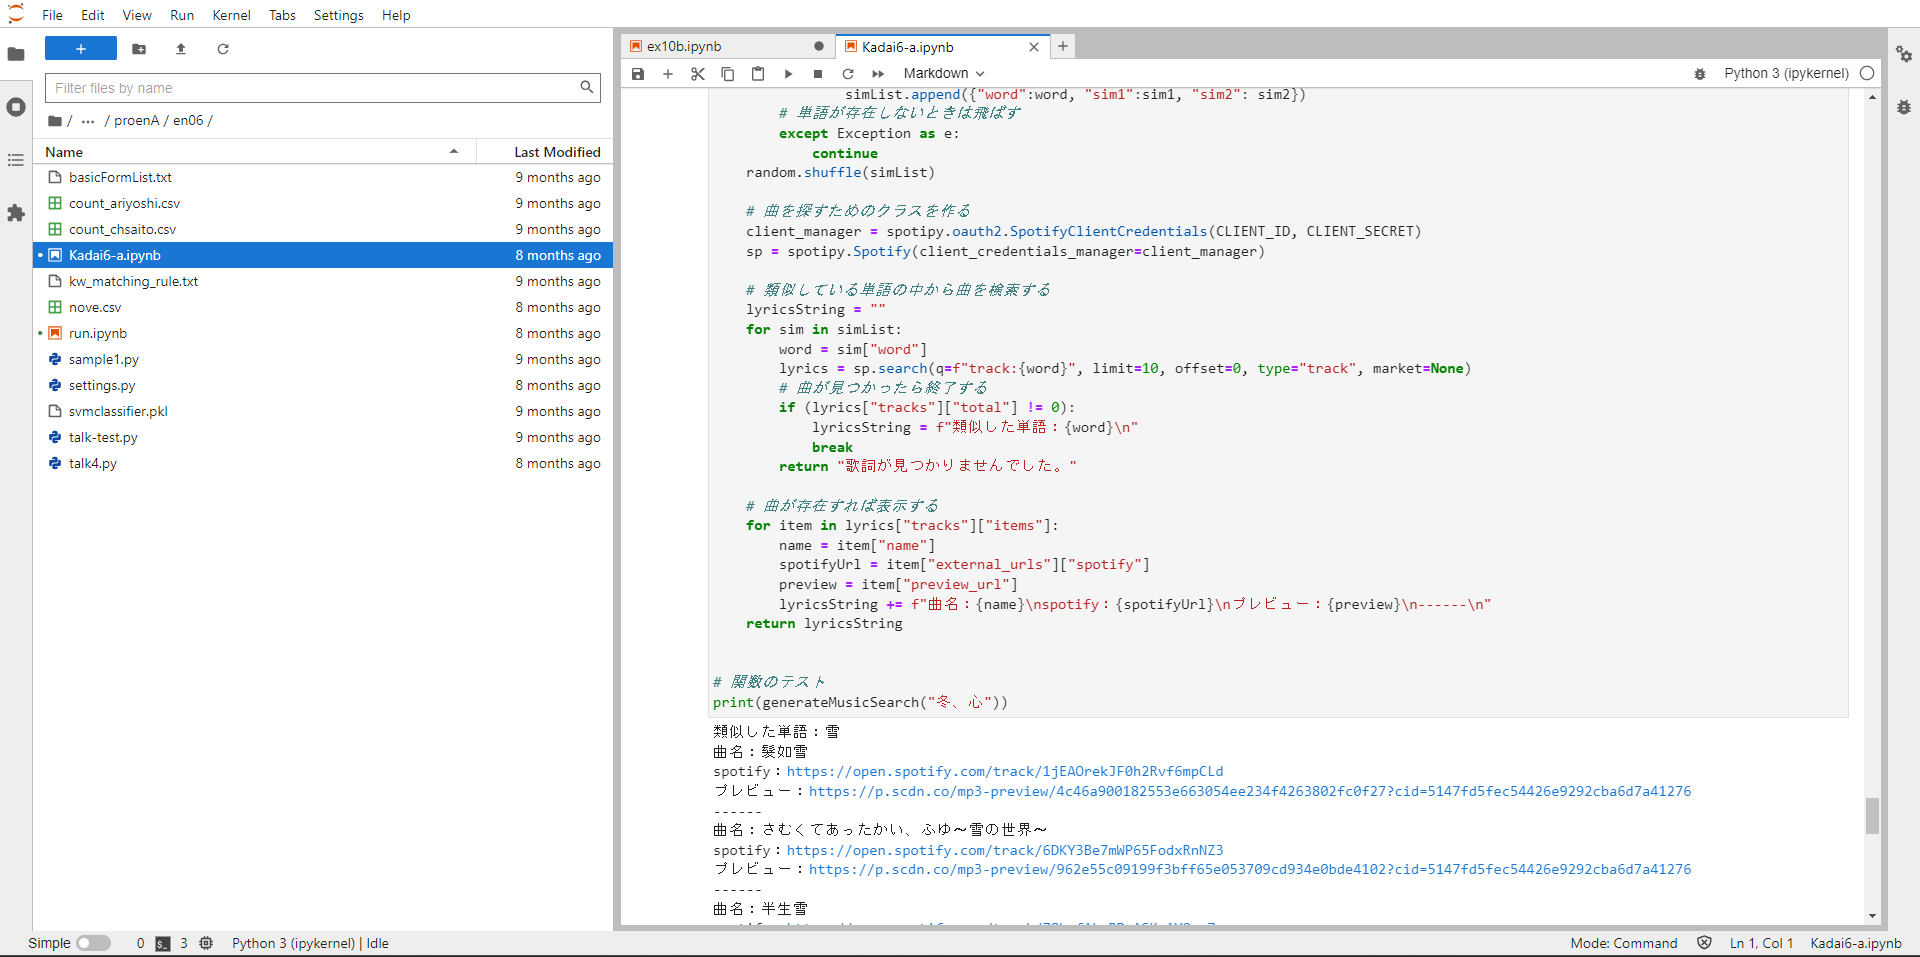 File Edit View Run Kernel Tabs Settings Help
Filter files by name
/ ··· / proenA / en06 /
Name Last Modified
basicFormList.txt 9 months ago
count_ariyoshi.csv 9 months ago
count_chsaito.csv 9 months ago
Kadai6-a.ipynb 8 months ago
kw_matching_rule.txt 9 months ago
nove.csv 8 months ago
run.ipynb 8 months ago
sample1.py 9 months ago
settings.py 8 months ago
svmclassifier.pkl 9 months ago
talk-test.py 9 months ago
talk4.py 8 months ago
ex10b.ipynb Kadai6-a.ipynb
Markdown Python 3 (ipykernel)
simList.append({"word":word, "sim1":sim1, "sim2": sim2})
# 単語が存在しないときは飛ばす
except Exception as e:
continue
random.shuffle(simList)
# 曲を探すためのクラスを作る
client_manager = spotipy.oauth2.SpotifyClientCredentials(CLIENT_ID, CLIENT_SECRET)
sp = spotipy.Spotify(client_credentials_manager=client_manager)
# 類似している単語の中から曲を検索する
lyricsString = ""
for sim in simList:
word = sim["word"]
lyrics = sp.search(q=f"track:{word}", limit=10, offset=0, type="track", market=None)
# 曲が見つかったら終了する
if (lyrics["tracks"]["total"] != 0):
lyricsString = f"類似した単語：{word}\n"
break
return "歌詞が見つかりませんでした。"
# 曲が存在すれば表示する
for item in lyrics["tracks"]["items"]:
name = item["name"]
spotifyUrl = item["external_urls"]["spotify"]
preview = item["preview_url"]
lyricsString += f"曲名：{name}\nspotify：{spotifyUrl}\nプレビュー：{preview}\n------\n"
return lyricsString
# 関数のテスト
print(generateMusicSearch("冬、心"))
類似した単語：雪
曲名：髮如雪
spotify：https://open.spotify.com/track/1jEAOrekJF0h2Rvf6mpCLd
プレビュー：https://p.scdn.co/mp3-preview/4c46a900182553e663054ee234f4263802fc0f27?cid=5147fd5fec54426e9292cba6d7a41276
------
曲名：さむくてあったかい、ふゆ～雪の世界～
spotify：https://open.spotify.com/track/6DKY3Be7mWP65FodxRnNZ3
プレビュー：https://p.scdn.co/mp3-preview/962e55c09199f3bff65e053709cd934e0bde4102?cid=5147fd5fec54426e9292cba6d7a41276
------
曲名：半生雪
Simple 0 3 Python 3 (ipykernel) | Idle Mode: Command Ln 1, Col 1 Kadai6-a.ipynb